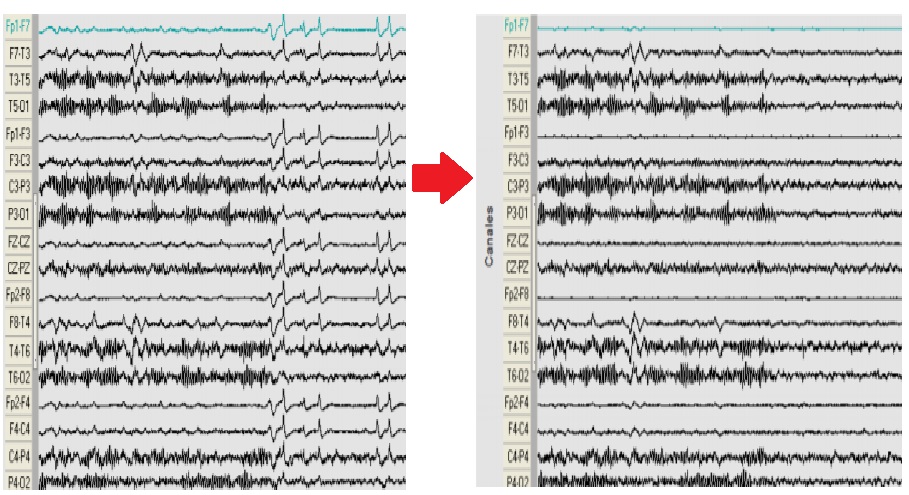 Fp1-F7
F7-T3
T3-T5
T5-O1
Fp1-F3
F3-C3
C3-P3
P3-O1
FZ-CZ
CZ-PZ
Fp2-F8
F8-T4
T4-T6
T6-O2
Fp2-F4
F4-C4
C4-P4
P4-O2
Canales
Fp1-F7
F7-T3
T3-T5
T5-O1
Fp1-F3
F3-C3
C3-P3
P3-O1
FZ-CZ
CZ-PZ
Fp2-F8
F8-T4
T4-T6
T6-O2
Fp2-F4
F4-C4
C4-P4
P4-O2